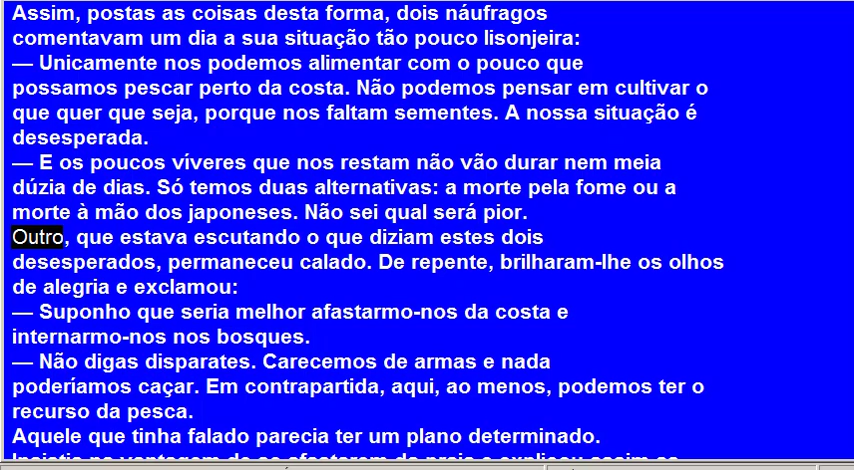 Assim, postas as coisas desta forma, dois náufragos
comentavam um dia a sua situação tão pouco lisonjeira:
— Unicamente nos podemos alimentar com o pouco que
possamos pescar perto da costa. Não podemos pensar em cultivar o
que quer que seja, porque nos faltam sementes. A nossa situação é
desesperada.
— E os poucos víveres que nos restam não vão durar nem meia
dúzia de dias. Só temos duas alternativas: a morte pela fome ou a
morte à mão dos japoneses. Não sei qual será pior.
Outro, que estava escutando o que diziam estes dois
desesperados, permaneceu calado. De repente, brilharam-lhe os olhos
de alegria e exclamou:
— Suponho que seria melhor afastarmo-nos da costa e
internarmo-nos nos bosques.
— Não digas disparates. Carecemos de armas e nada
poderíamos caçar. Em contrapartida, aqui, ao menos, podemos ter o
recurso da pesca.
Aquele que tinha falado parecia ter um plano determinado.